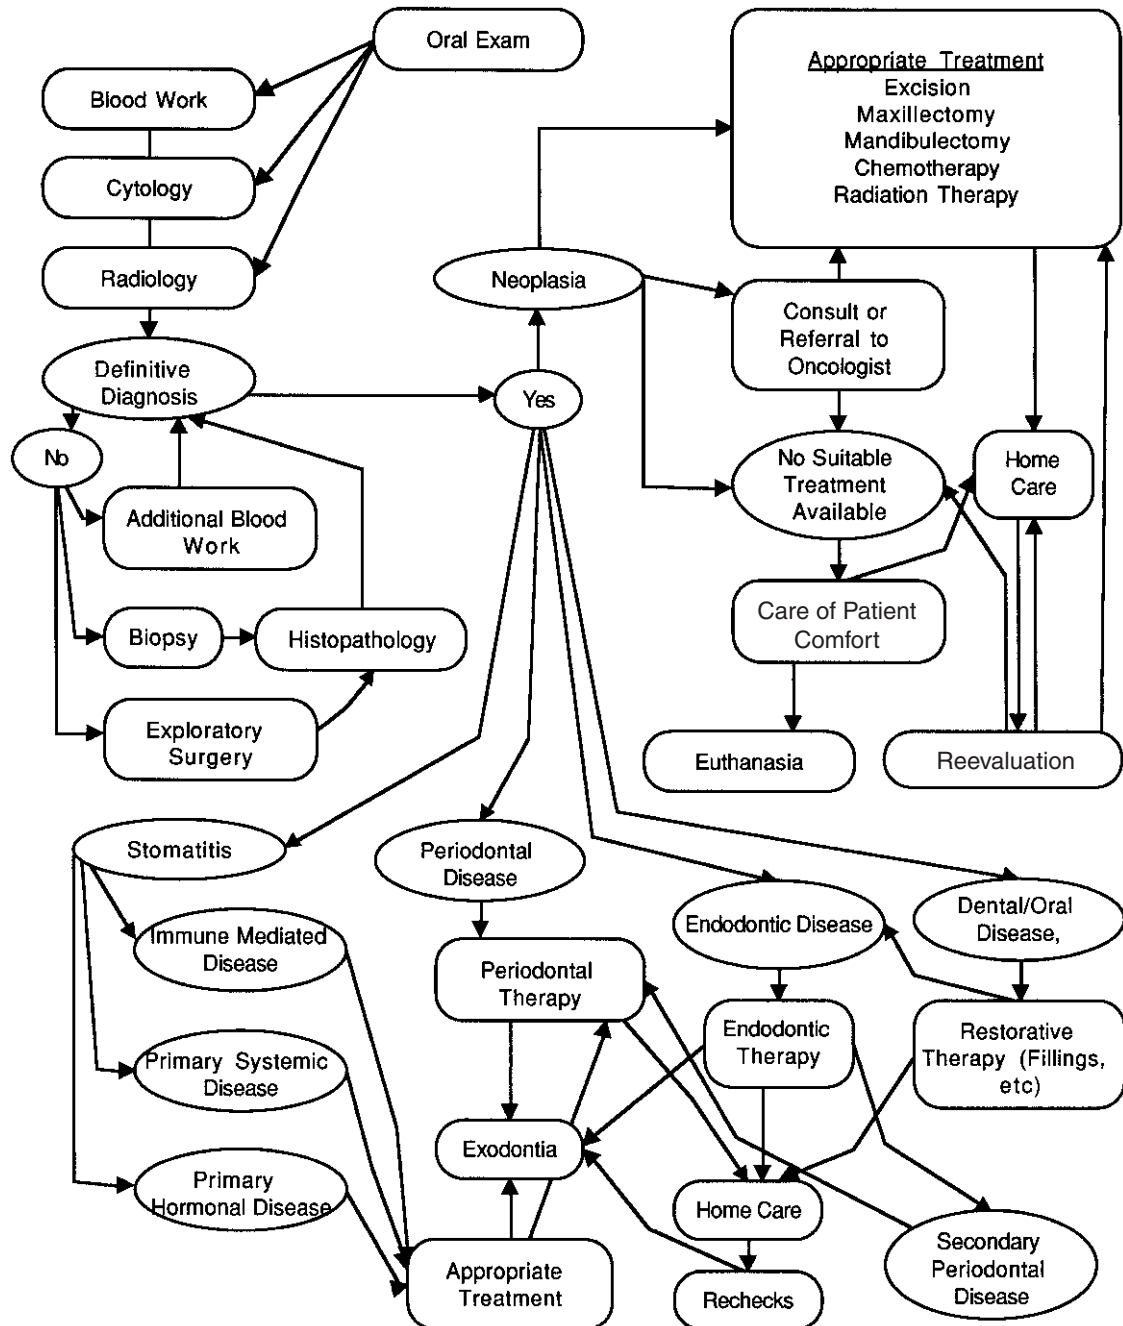 Oral Exam
Blood Work
Cytology
Radiology
Definitive
Diagnosis
No
Additional Blood
Work
Biopsy
Histopathology
Exploratory
Surgery
Yes
Neoplasia
Appropriate Treatment
Excision
Maxillectomy
Mandibulectomy
Chemotherapy
Radiation Therapy
Consult or
Referral to
Oncologist
No Suitable
Treatment
Available
Home
Care
Care of Patient
Comfort
Euthanasia
Reevaluation
Stomatitis
Immune Mediated
Disease
Primary Systemic
Disease
Primary
Hormonal Disease
Periodontal
Disease
Periodontal
Therapy
Exodontia
Appropriate
Treatment
Endodontic Disease
Endodontic
Therapy
Home Care
Rechecks
Dental/Oral
Disease,
Restorative
Therapy (Fillings,
etc)
Secondary
Periodontal
Disease